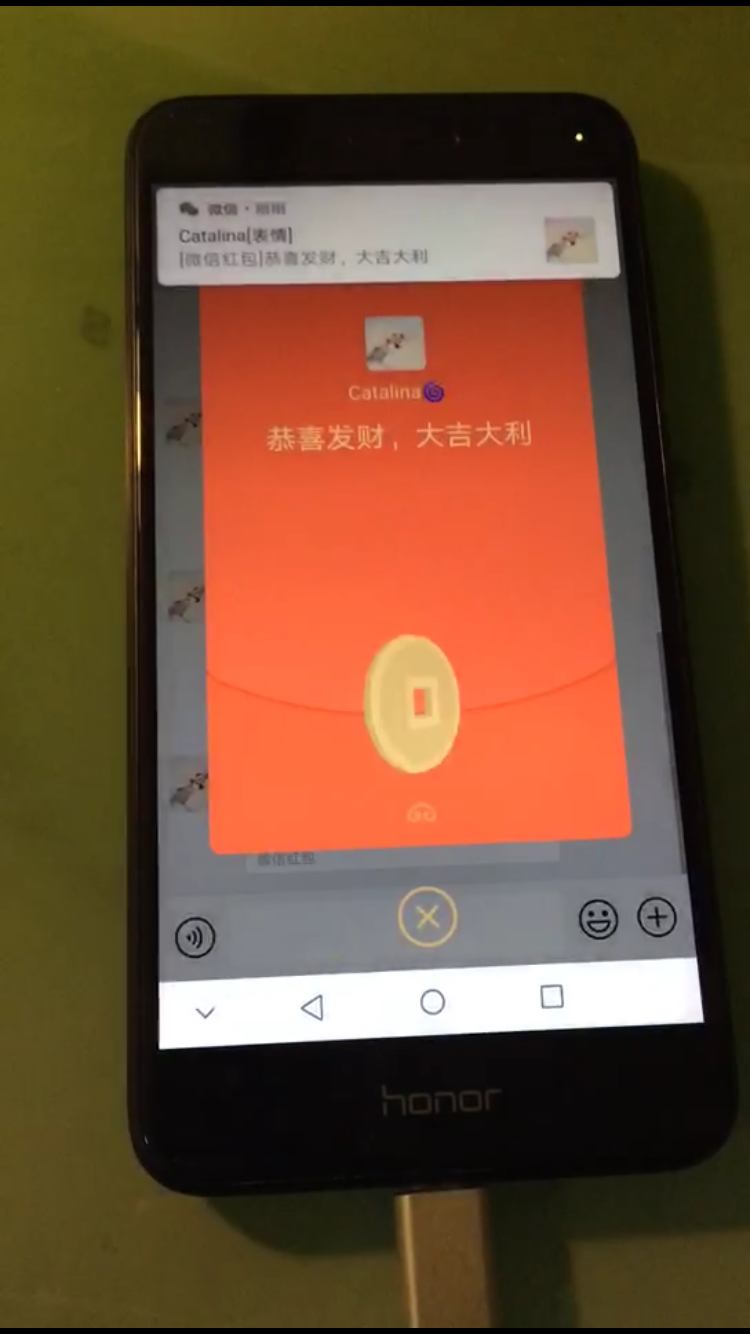 微信 · 刚刚
Catalina[表情]
[微信红包]恭喜发财，大吉大利
Catalina🌀
恭喜发财，大吉大利
微信红包
honor